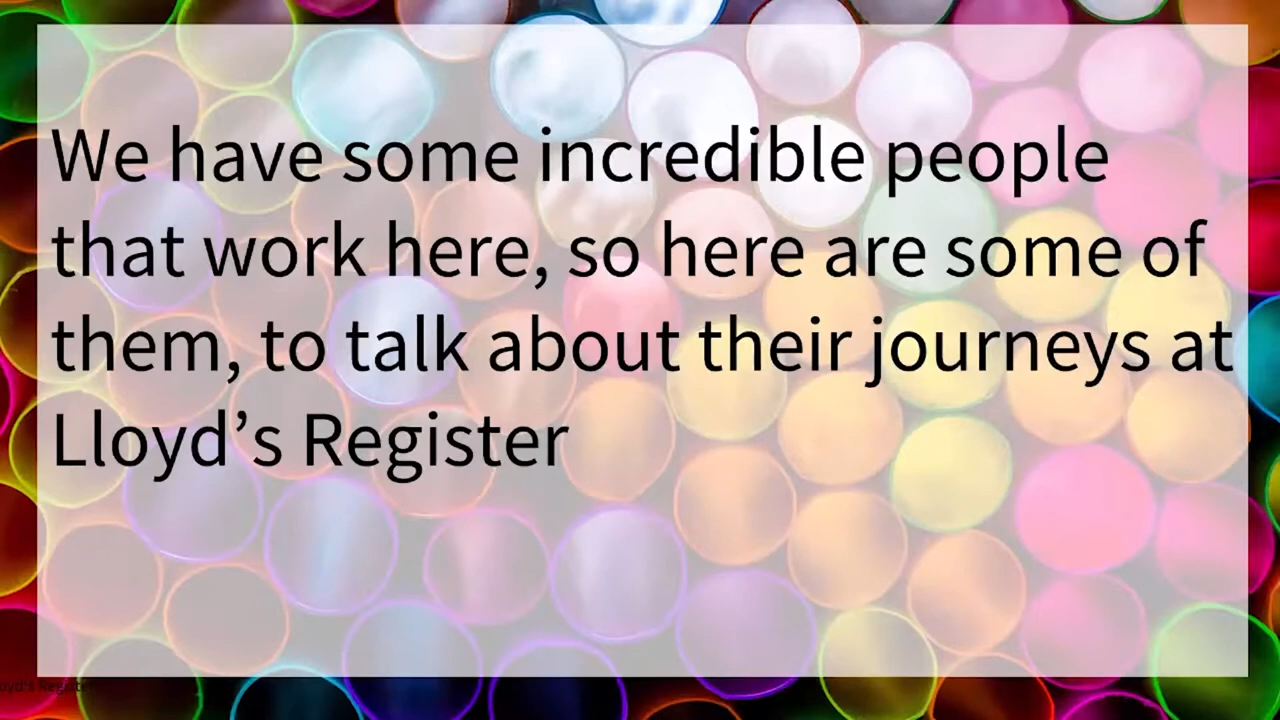 We have some incredible people
that work here, so here are some of
them, to talk about their journeys at
Lloyd’s Register